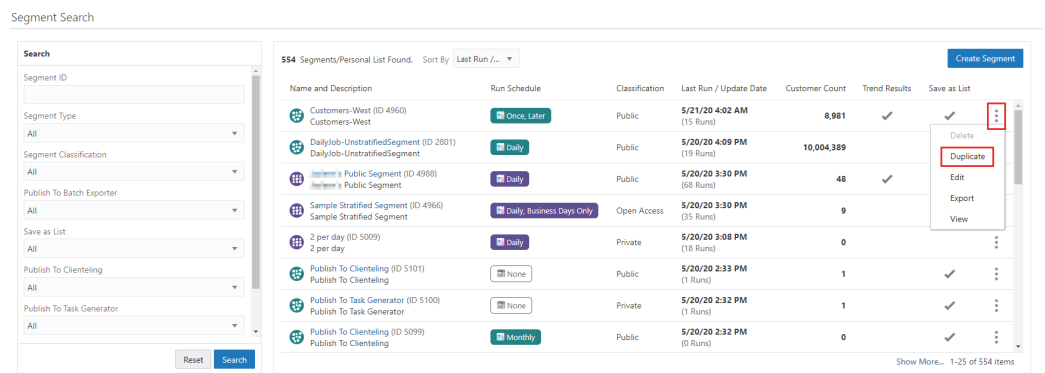 Segment Search
Search
Segment ID
Segment Type
All
Segment Classification
All
Publish To Batch Exporter
All
Save as List
All
Publish To Clienteling
All
Publish To Task Generator
All
Reset Search
554 Segments/Personal List Found. Sort By Last Run /... Create Segment
Name and Description Run Schedule Classification Last Run / Update Date Customer Count Trend Results Save as List
Customers-West (ID 4960) Once, Later Public 5/21/20 4:02 AM 8,981
Customers-West (15 Runs)
Delete
DailyJob-UnstratifiedSegment (ID 2801) Daily Public 5/20/20 4:09 PM 10,004,389
DailyJob-UnstratifiedSegment (19 Runs)
Duplicate
Public Segment (ID 4988) Daily Public 5/20/20 3:30 PM 48
Public Segment (68 Runs)
Edit
Export
Sample Stratified Segment (ID 4966) Daily, Business Days Only Open Access 5/20/20 3:30 PM 9
Sample Stratified Segment (35 Runs)
View
2 per day (ID 5009) Daily Private 5/20/20 3:08 PM 0
2 per day (18 Runs)
Publish To Clienteling (ID 5101) None Public 5/20/20 2:33 PM 1
Publish To Clienteling (1 Runs)
Publish To Task Generator (ID 5100) None Private 5/20/20 2:32 PM 1
Publish To Task Generator (1 Runs)
Publish To Clienteling (ID 5099) Monthly Public 5/20/20 2:32 PM 0
Publish To Clienteling (0 Runs)
Show More... 1-25 of 554 items